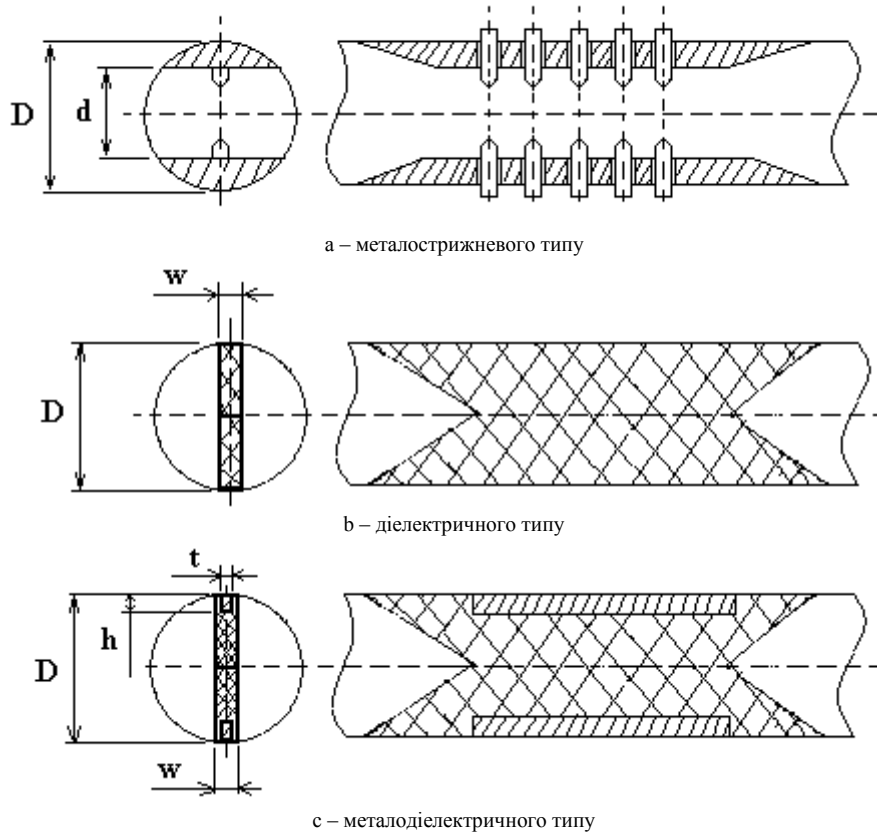 D
d
a – металострижневого типу
w
D
b – діелектричного типу
t
h
D
w
c – металодіелектричного типу